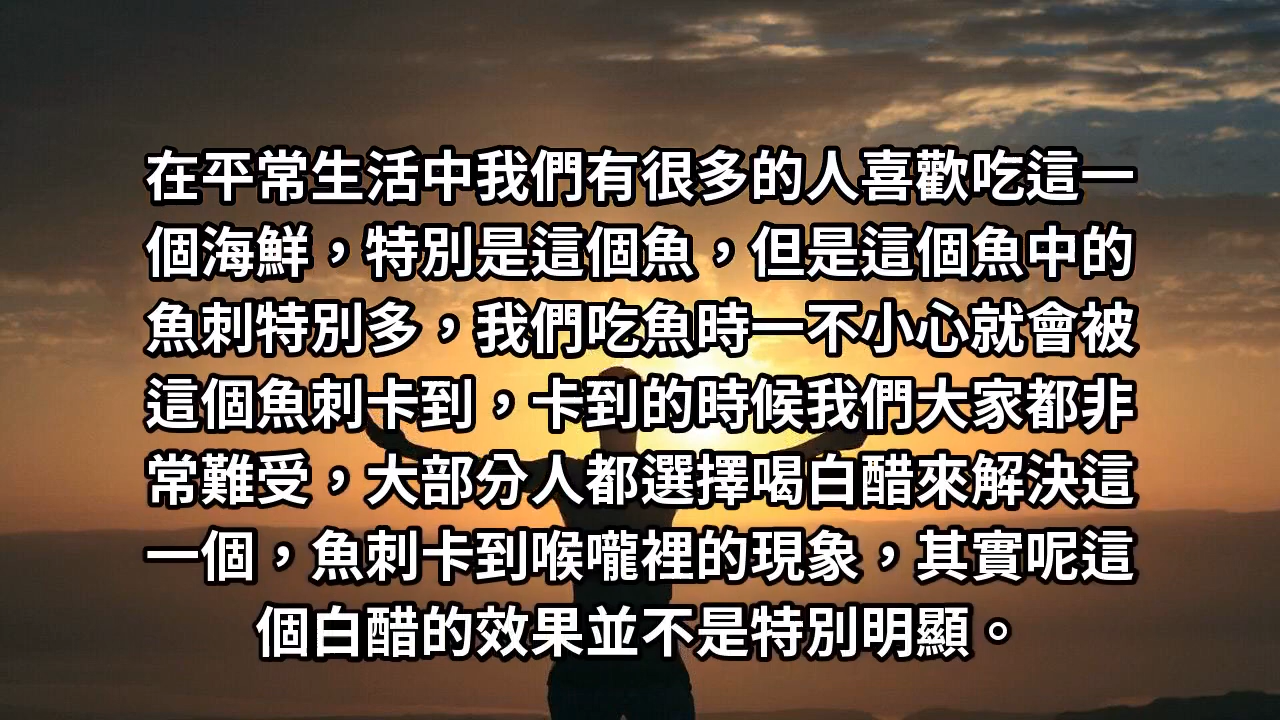 在平常生活中我們有很多的人喜歡吃這一
個海鮮，特別是這個魚，但是這個魚中的
魚刺特別多，我們吃魚時一不小心就會被
這個魚刺卡到，卡到的時候我們大家都非
常難受，大部分人都選擇喝白醋來解決這
一個，魚刺卡到喉嚨裡的現象，其實呢這
個白醋的效果並不是特別明顯。